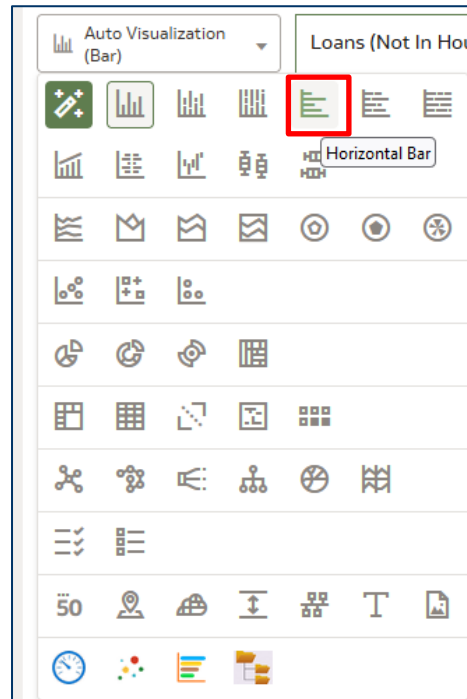 Auto Visualization
(Bar)
Loans (Not In Hou
Horizontal Bar
50
T